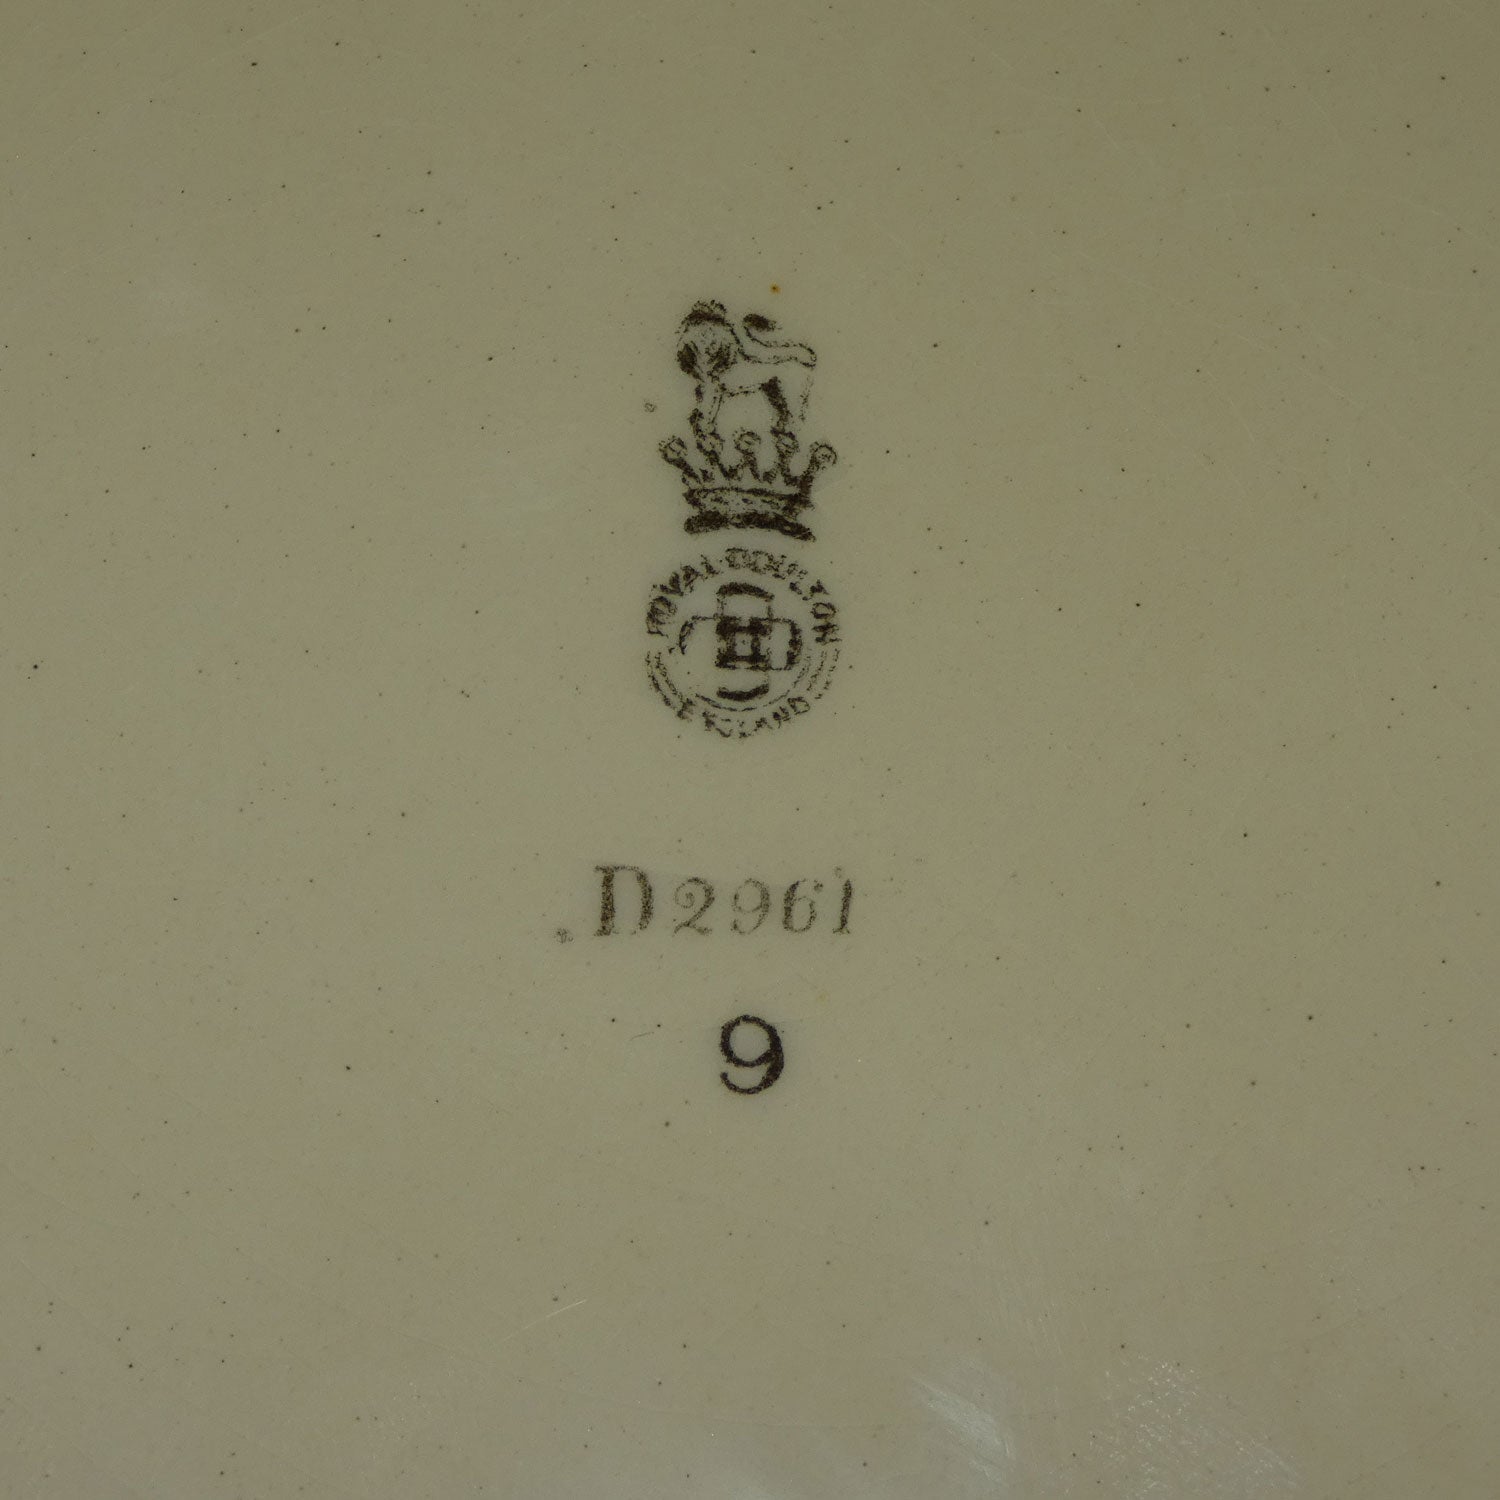 ROYAL DOULTON
ENGLAND
D2961
9